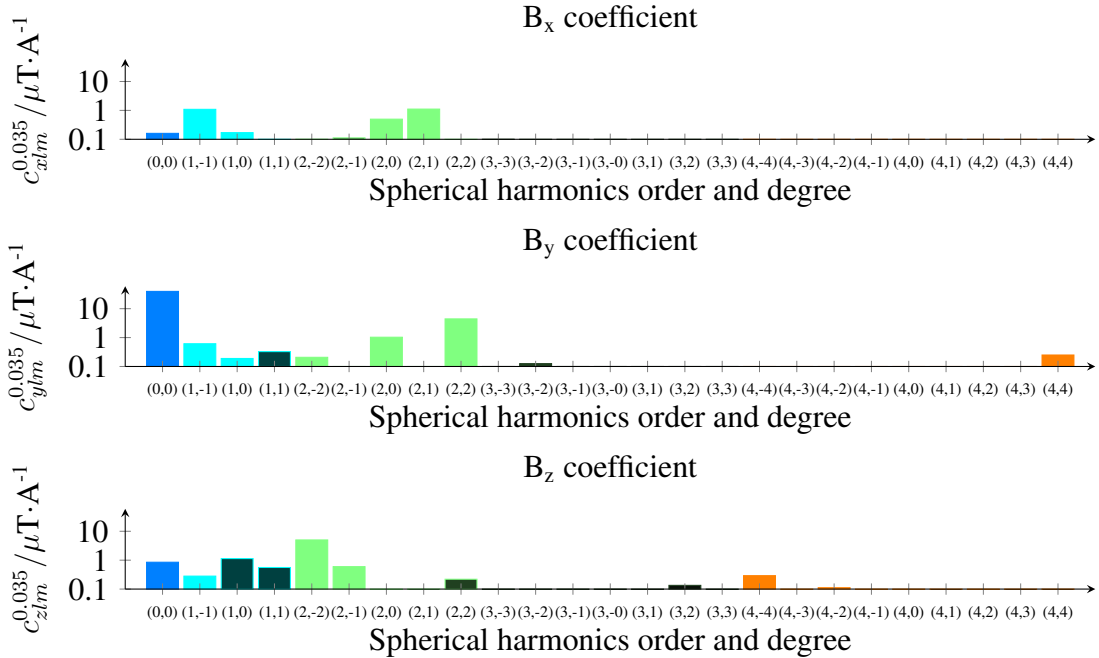 Bₓ coefficient
c_{xlm}^{0.035}/μT·A⁻¹
10
1
0.1
(0,0) (1,-1) (1,0) (1,1) (2,-2) (2,-1) (2,0) (2,1) (2,2) (3,-3) (3,-2) (3,-1) (3,-0) (3,1) (3,2) (3,3) (4,-4) (4,-3) (4,-2) (4,-1) (4,0) (4,1) (4,2) (4,3) (4,4)
Spherical harmonics order and degree
B_y coefficient
c_{ylm}^{0.035}/μT·A⁻¹
10
1
0.1
(0,0) (1,-1) (1,0) (1,1) (2,-2) (2,-1) (2,0) (2,1) (2,2) (3,-3) (3,-2) (3,-1) (3,-0) (3,1) (3,2) (3,3) (4,-4) (4,-3) (4,-2) (4,-1) (4,0) (4,1) (4,2) (4,3) (4,4)
Spherical harmonics order and degree
B_z coefficient
c_{zlm}^{0.035}/μT·A⁻¹
10
1
0.1
(0,0) (1,-1) (1,0) (1,1) (2,-2) (2,-1) (2,0) (2,1) (2,2) (3,-3) (3,-2) (3,-1) (3,-0) (3,1) (3,2) (3,3) (4,-4) (4,-3) (4,-2) (4,-1) (4,0) (4,1) (4,2) (4,3) (4,4)
Spherical harmonics order and degree